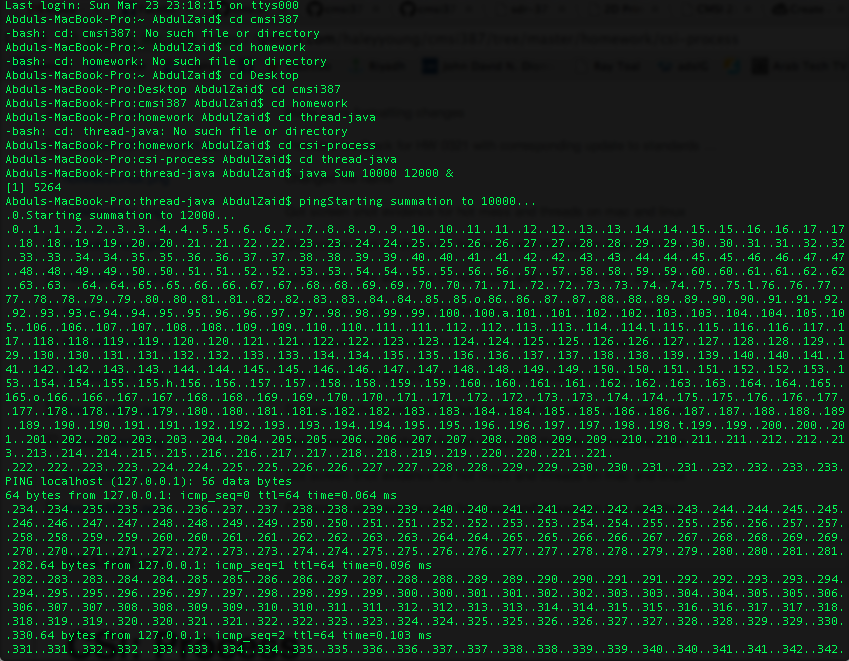 Last login: Sun Mar 23 23:18:15 on ttys000
Abduls-MacBook-Pro:~ AbdulZaid$ cd cmsi387
-bash: cd: cmsi387: No such file or directory
Abduls-MacBook-Pro:~ AbdulZaid$ cd homework
-bash: cd: homework: No such file or directory
Abduls-MacBook-Pro:~ AbdulZaid$ cd Desktop
Abduls-MacBook-Pro:Desktop AbdulZaid$ cd cmsi387
Abduls-MacBook-Pro:cmsi387 AbdulZaid$ cd homework
Abduls-MacBook-Pro:homework AbdulZaid$ cd thread-java
-bash: cd: thread-java: No such file or directory
Abduls-MacBook-Pro:homework AbdulZaid$ cd csi-process
Abduls-MacBook-Pro:csi-process AbdulZaid$ cd thread-java
Abduls-MacBook-Pro:thread-java AbdulZaid$ java Sum 10000 12000 &
[1] 5264
Abduls-MacBook-Pro:thread-java AbdulZaid$ pingStarting summation to 10000...
.0.Starting summation to 12000...
.0..1..1..2..2..3..3..4..4..5..5..6..6..7..7..8..8..9..9..10..10..11..11..12..12..13..13..14..14..15..15..16..16..17..17
..18..18..19..19..20..20..21..21..22..22..23..23..24..24..25..25..26..26..27..27..28..28..29..29..30..30..31..31..32..32
..33..33..34..34..35..35..36..36..37..37..38..38..39..39..40..40..41..41..42..42..43..43..44..44..45..45..46..46..47..47
..48..48..49..49..50..50..51..51..52..52..53..53..54..54..55..55..56..56..57..57..58..58..59..59..60..60..61..61..62..62
..63..63. .64..64..65..65..66..66..67..67..68..68..69..69..70..70..71..71..72..72..73..73..74..74..75..75.l.76..76..77..
77..78..78..79..79..80..80..81..81..82..82..83..83..84..84..85..85.o.86..86..87..87..88..88..89..89..90..90..91..91..92.
.92..93..93.c.94..94..95..95..96..96..97..97..98..98..99..99..100..100.a.101..101..102..102..103..103..104..104..105..10
5..106..106..107..107..108..108..109..109..110..110..111..111..112..112..113..113..114..114.l.115..115..116..116..117..1
17..118..118..119..119..120..120..121..121..122..122..123..123..124..124..125..125..126..126..127..127..128..128..129..1
29..130..130..131..131..132..132..133..133..134..134..135..135..136..136..137..137..138..138..139..139..140..140..141..1
41..142..142..143..143..144..144..145..145..146..146..147..147..148..148..149..149..150..150..151..151..152..152..153..1
53..154..154..155..155.h.156..156..157..157..158..158..159..159..160..160..161..161..162..162..163..163..164..164..165..
165.o.166..166..167..167..168..168..169..169..170..170..171..171..172..172..173..173..174..174..175..175..176..176..177.
.177..178..178..179..179..180..180..181..181.s.182..182..183..183..184..184..185..185..186..186..187..187..188..188..189
..189..190..190..191..191..192..192..193..193..194..194..195..195..196..196..197..197..198..198.t.199..199..200..200..20
1..201..202..202..203..203..204..204..205..205..206..206..207..207..208..208..209..209..210..210..211..211..212..212..21
3..213..214..214..215..215..216..216..217..217..218..218..219..219..220..220..221..221.
.222..222..223..223..224..224..225..225..226..226..227..227..228..228..229..229..230..230..231..231..232..232..233..233.
PING localhost (127.0.0.1): 56 data bytes
64 bytes from 127.0.0.1: icmp_seq=0 ttl=64 time=0.064 ms
.234..234..235..235..236..236..237..237..238..238..239..239..240..240..241..241..242..242..243..243..244..244..245..245.
.246..246..247..247..248..248..249..249..250..250..251..251..252..252..253..253..254..254..255..255..256..256..257..257.
.258..258..259..259..260..260..261..261..262..262..263..263..264..264..265..265..266..266..267..267..268..268..269..269.
.270..270..271..271..272..272..273..273..274..274..275..275..276..276..277..277..278..278..279..279..280..280..281..281.
.282.64 bytes from 127.0.0.1: icmp_seq=1 ttl=64 time=0.096 ms
.282..283..283..284..284..285..285..286..286..287..287..288..288..289..289..290..290..291..291..292..292..293..293..294.
.294..295..295..296..296..297..297..298..298..299..299..300..300..301..301..302..302..303..303..304..304..305..305..306.
.306..307..307..308..308..309..309..310..310..311..311..312..312..313..313..314..314..315..315..316..316..317..317..318.
.318..319..319..320..320..321..321..322..322..323..323..324..324..325..325..326..326..327..327..328..328..329..329..330.
.330.64 bytes from 127.0.0.1: icmp_seq=2 ttl=64 time=0.103 ms
.331..331..332..332..333..333..334..334..335..335..336..336..337..337..338..338..339..339..340..340..341..341..342..342.